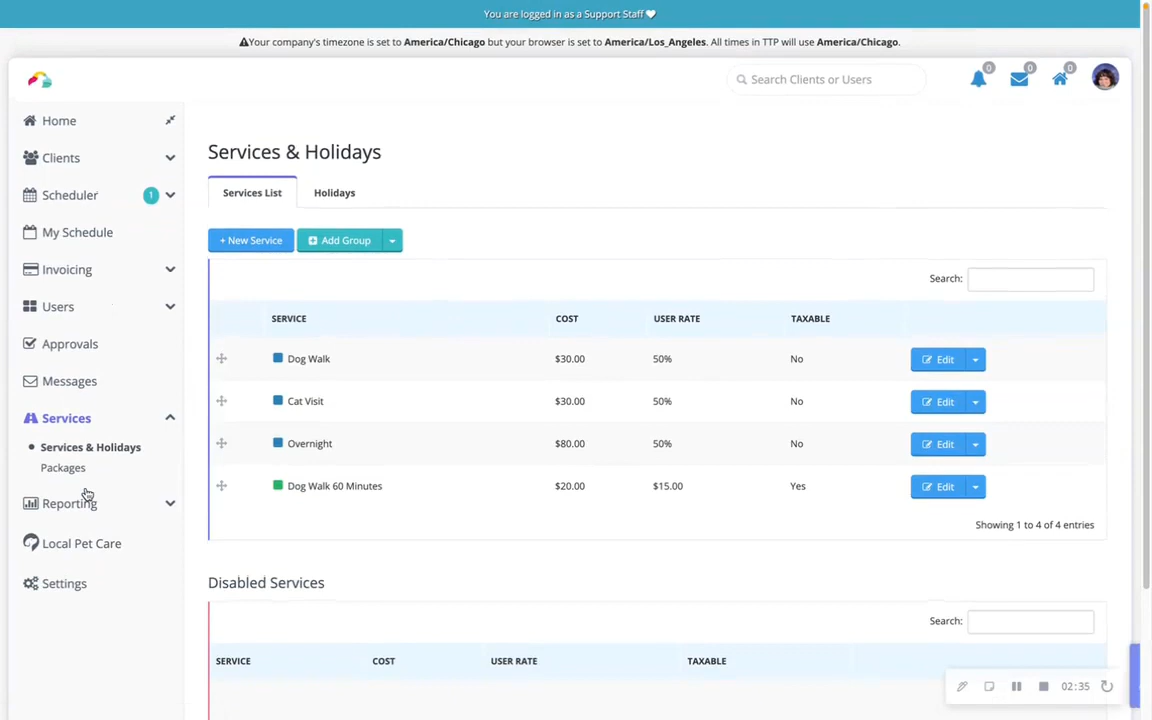 You are logged in as a Support Staff
Your company's timezone is set to America/Chicago but your browser is set to America/Los_Angeles. All times in TTP will use America/Chicago.
Search Clients or Users
0
0
0
Home
Clients
Scheduler 1
My Schedule
Invoicing
Users
Approvals
Messages
Services
Services & Holidays
Packages
Reporting
Local Pet Care
Settings
Services & Holidays
Services List Holidays
+ New Service Add Group
Search:
SERVICE COST USER RATE TAXABLE
Dog Walk $30.00 50% No Edit
Cat Visit $30.00 50% No Edit
Overnight $80.00 50% No Edit
Dog Walk 60 Minutes $20.00 $15.00 Yes Edit
Showing 1 to 4 of 4 entries
Disabled Services
Search:
SERVICE COST USER RATE TAXABLE
02:35